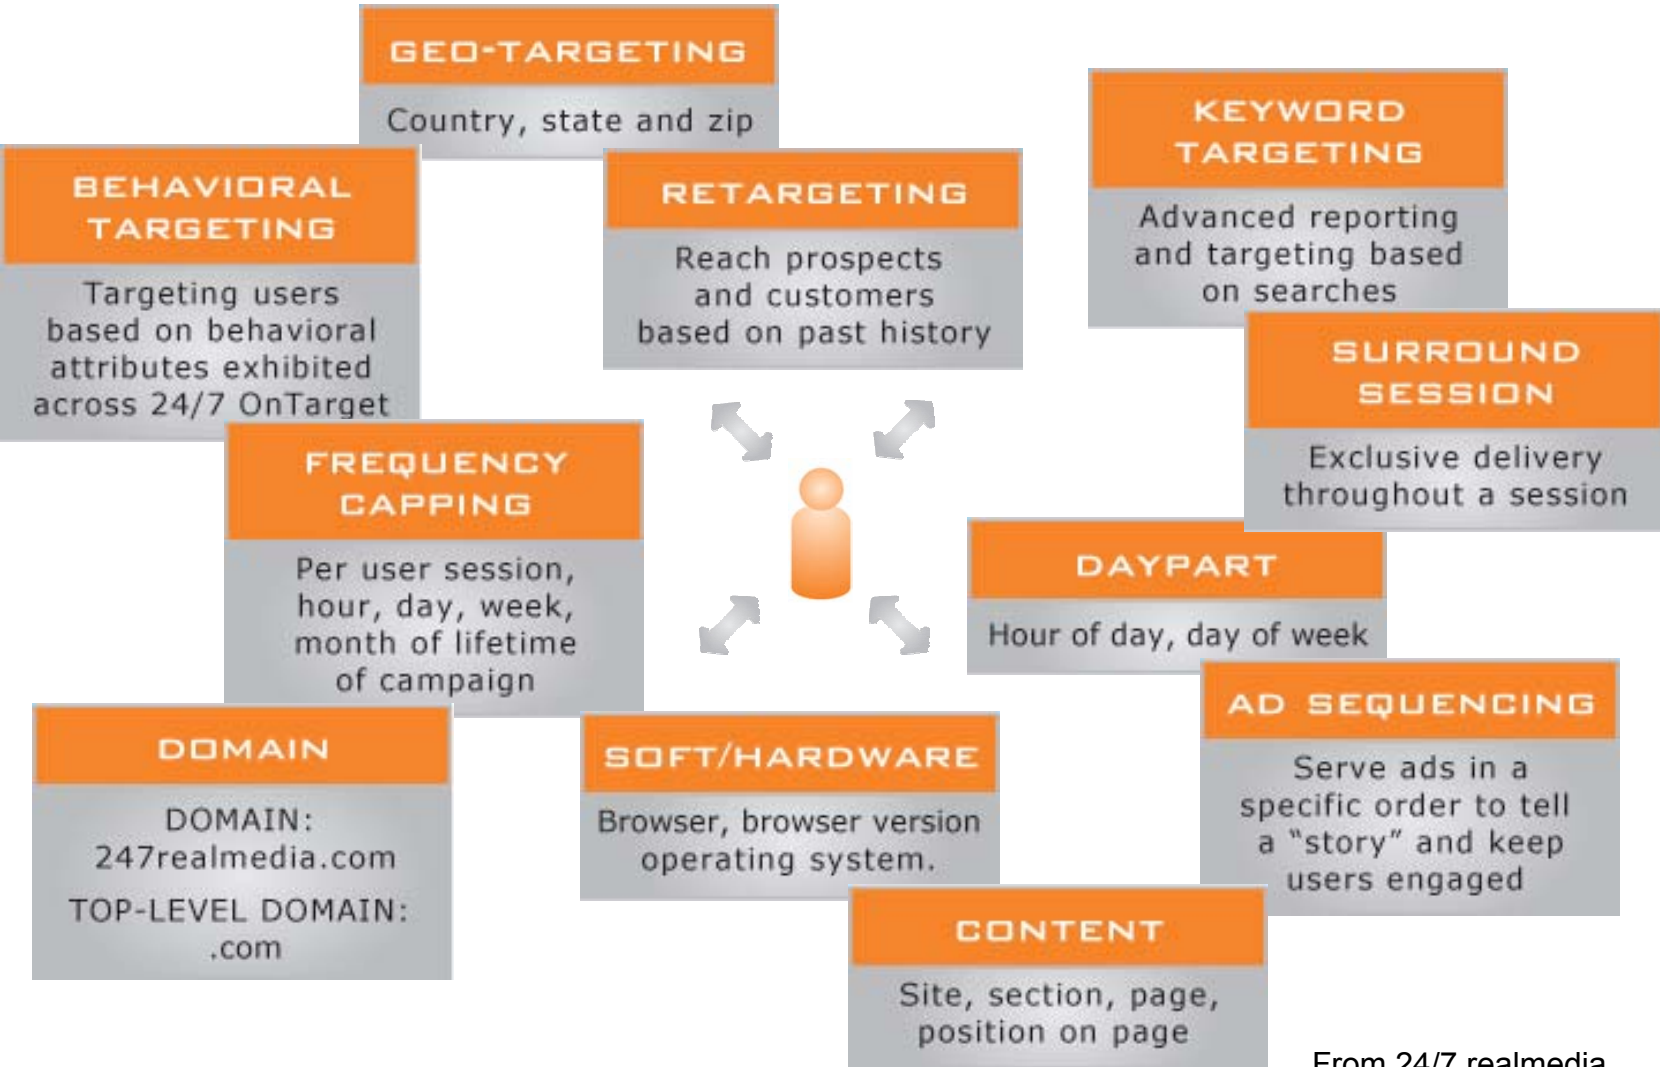 GEO-TARGETING
Country, state and zip
KEYWORD
TARGETING
Advanced reporting
and targeting based
on searches
BEHAVIORAL
TARGETING
Targeting users
based on behavioral
attributes exhibited
across 24/7 OnTarget
RETARGETING
Reach prospects
and customers
based on past history
SURROUND
SESSION
Exclusive delivery
throughout a session
FREQUENCY
CAPPING
Per user session,
hour, day, week,
month of lifetime
of campaign
DAYPART
Hour of day, day of week
AD SEQUENCING
Serve ads in a
specific order to tell
a “story” and keep
users engaged
DOMAIN
DOMAIN:
247realmedia.com
TOP-LEVEL DOMAIN:
.com
SOFT/HARDWARE
Browser, browser version
operating system.
CONTENT
Site, section, page,
position on page
From 24/7 realmedia